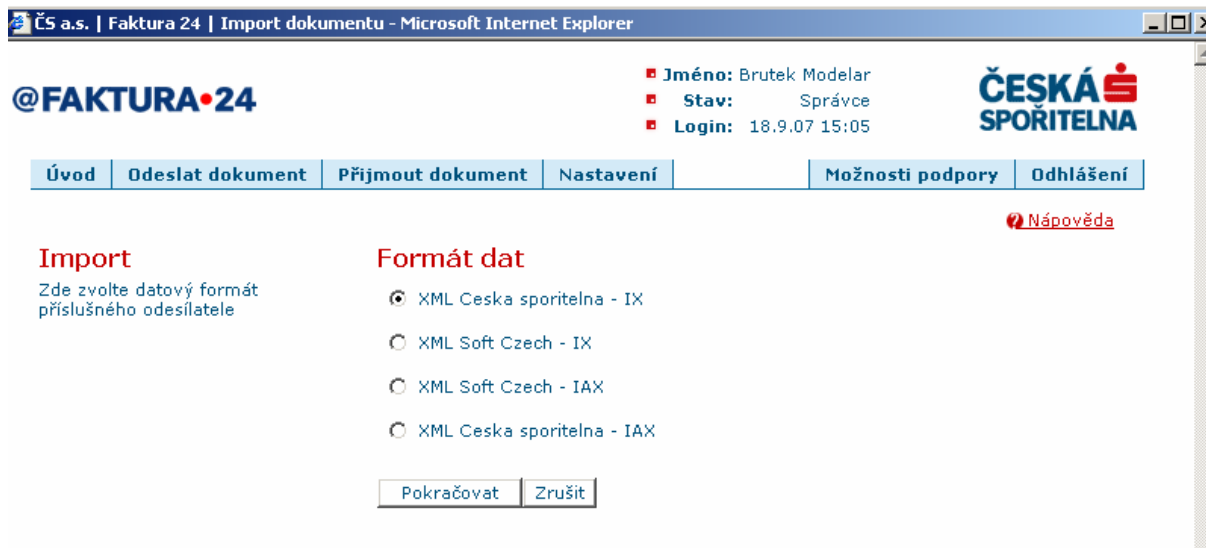 ČS a.s. | Faktura 24 | Import dokumentu - Microsoft Internet Explorer
@FAKTURA•24
Jméno: Brutek Modelar
Stav: Správce
Login: 18.9.07 15:05
ČESKÁ
SPOŘITELNA
Úvod Odeslat dokument Přijmout dokument Nastavení Možnosti podpory Odhlášení
Nápověda
Import
Zde zvolte datový formát
příslušného odesílatele
Formát dat
XML Ceska sporitelna - IX
XML Soft Czech - IX
XML Soft Czech - IAX
XML Ceska sporitelna - IAX
Pokračovat Zrušit